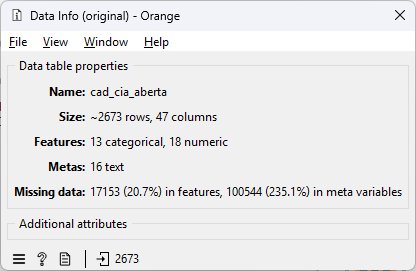 Data Info (original) - Orange
File View Window Help
Data table properties
Name: cad_cia_aberta
Size: ~2673 rows, 47 columns
Features: 13 categorical, 18 numeric
Metas: 16 text
Missing data: 17153 (20.7%) in features, 100544 (235.1%) in meta variables
Additional attributes
? 2673